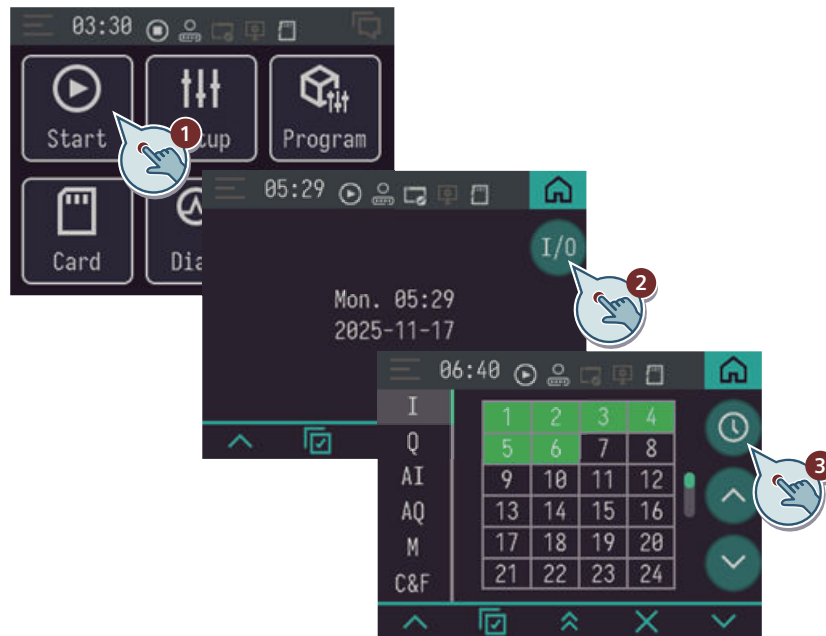 03:30
Start
1
tup
Program
Card
Dia
05:29
I/O
2
Mon. 05:29
2025-11-17
06:40
I
Q
AI
AQ
M
C&F
1 2 3 4
5 6 7 8
9 10 11 12
13 14 15 16
17 18 19 20
21 22 23 24
3